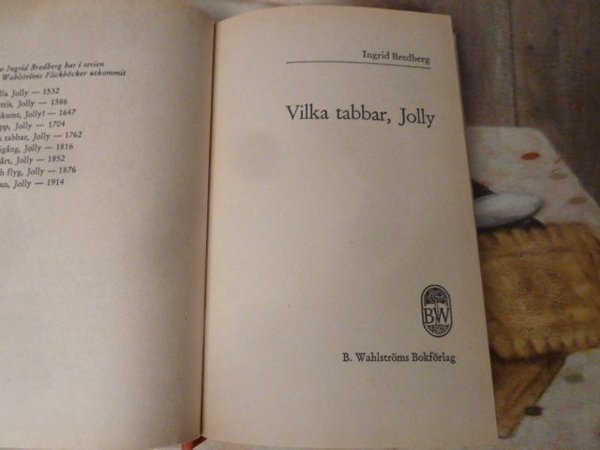 Ingrid Bredberg har i serien
Wahlströms Flickböcker utkommit
Jolly — 1532
Jolly — 1586
Jolly! — 1647
Jolly — 1704
tabbar, Jolly — 1762
Jolly — 1816
Jolly — 1852
flyg, Jolly — 1876
Jolly — 1914
Ingrid Bredberg
Vilka tabbar, Jolly
BW
B. Wahlströms Bokförlag